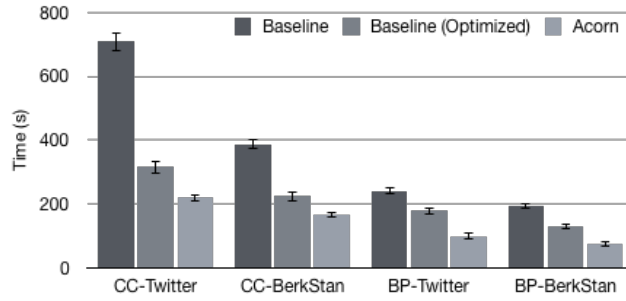 800
Baseline Baseline (Optimized) Acorn
600
Time (s)
400
200
0
CC-Twitter CC-BerkStan BP-Twitter BP-BerkStan